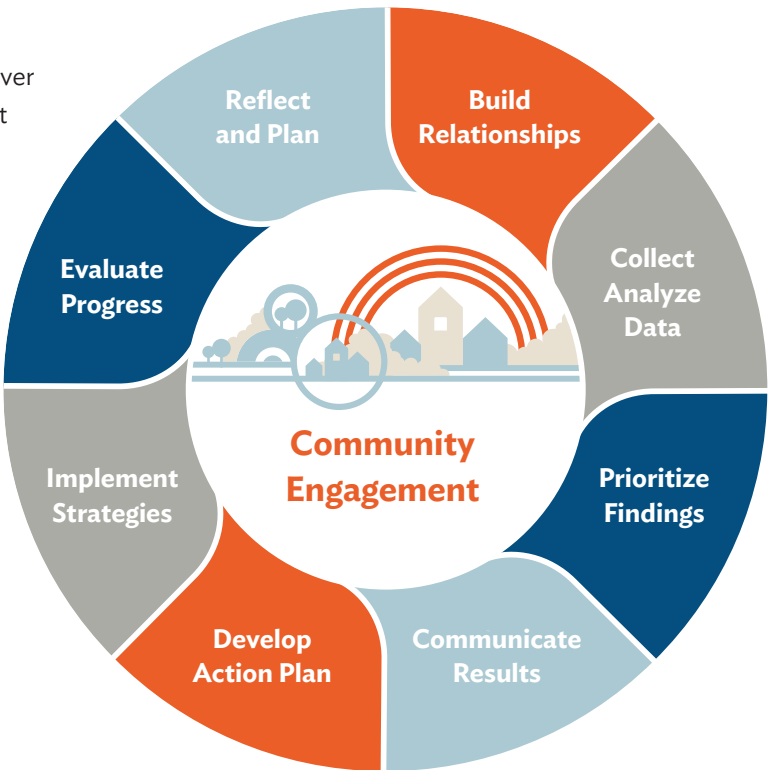 ver
t
Reflect
and Plan
Build
Relationships
Collect
Analyze
Data
Prioritize
Findings
Communicate
Results
Develop
Action Plan
Implement
Strategies
Evaluate
Progress
Community
Engagement